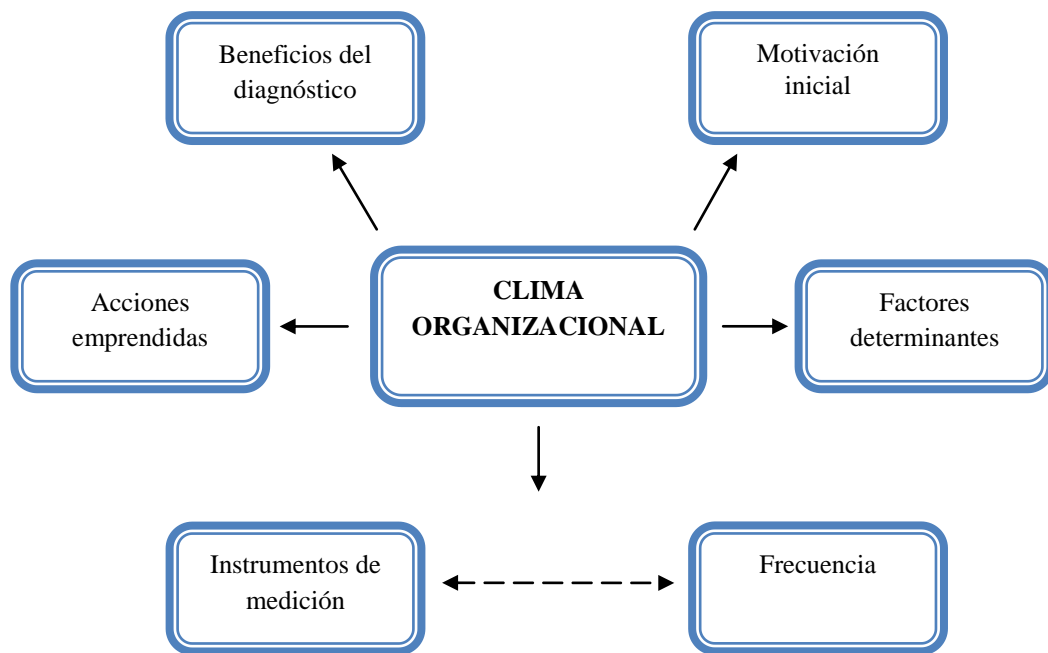 Beneficios del
diagnóstico
Motivación
inicial
Acciones
emprendidas
CLIMA
ORGANIZACIONAL
Factores
determinantes
Instrumentos de
medición
Frecuencia